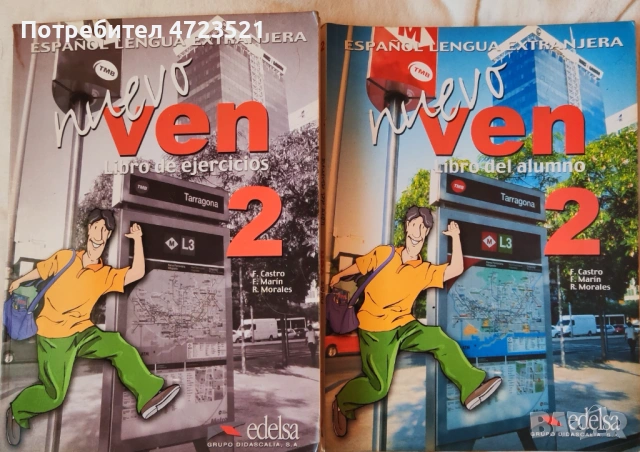 Потребител 4723521
ESPAÑOL LENGUA EXTRANJERA
TMB
nuevo
ven
Libro de ejercicios
2
TMB
Tarragona
M L3
F. Castro
F. Marín
R. Morales
edelsa
GRUPO DIDASCALIA, S.A.
ESPAÑOL LENGUA EXTRANJERA
M
TMB
nuevo
ven
Libro del alumno
2
TMB
Tarragona
M L3
F. Castro
F. Marín
R. Morales
edelsa
GRUPO DIDASCALIA, S.A.